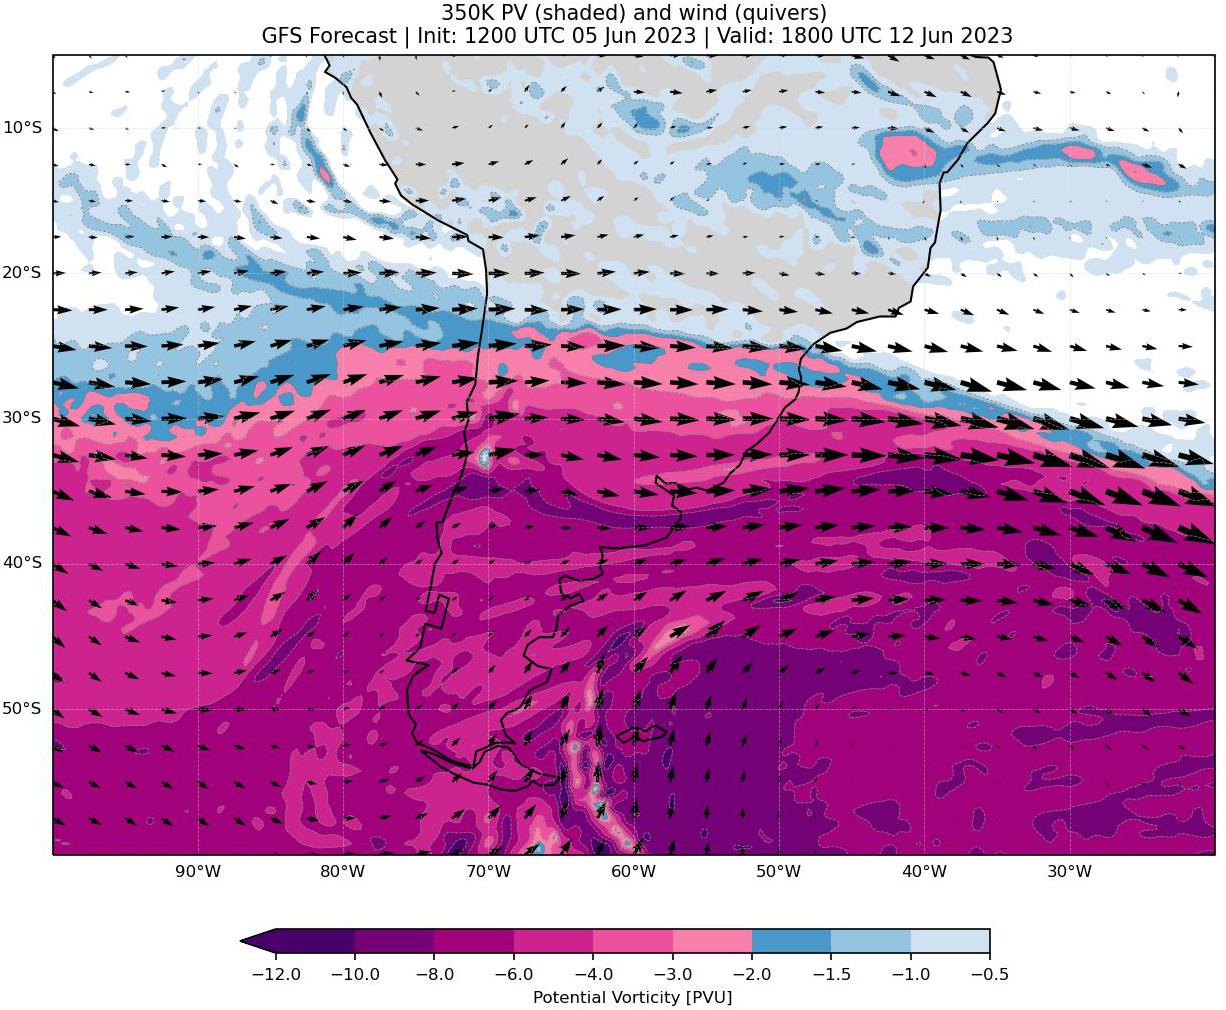 350K PV (shaded) and wind (quivers)
GFS Forecast | Init: 1200 UTC 05 Jun 2023 | Valid: 1800 UTC 12 Jun 2023
10°S
20°S
30°S
40°S
50°S
90°W 80°W 70°W 60°W 50°W 40°W 30°W
−12.0 −10.0 −8.0 −6.0 −4.0 −3.0 −2.0 −1.5 −1.0 −0.5
Potential Vorticity [PVU]